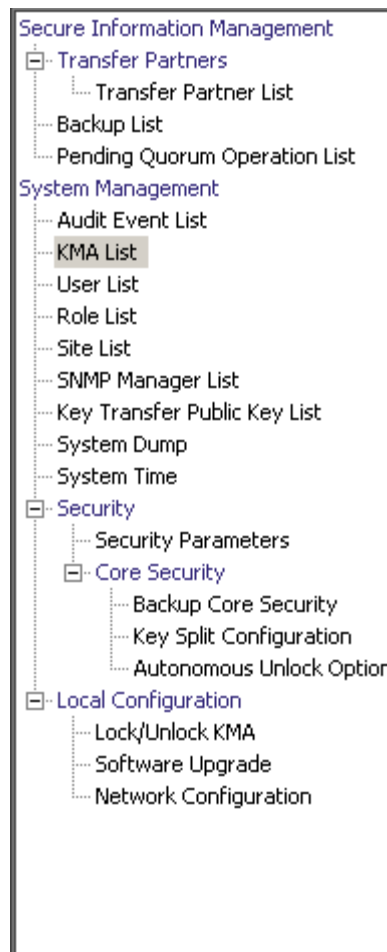 Secure Information Management
Transfer Partners
Transfer Partner List
Backup List
Pending Quorum Operation List
System Management
Audit Event List
KMA List
User List
Role List
Site List
SNMP Manager List
Key Transfer Public Key List
System Dump
System Time
Security
Security Parameters
Core Security
Backup Core Security
Key Split Configuration
Autonomous Unlock Option
Local Configuration
Lock/Unlock KMA
Software Upgrade
Network Configuration